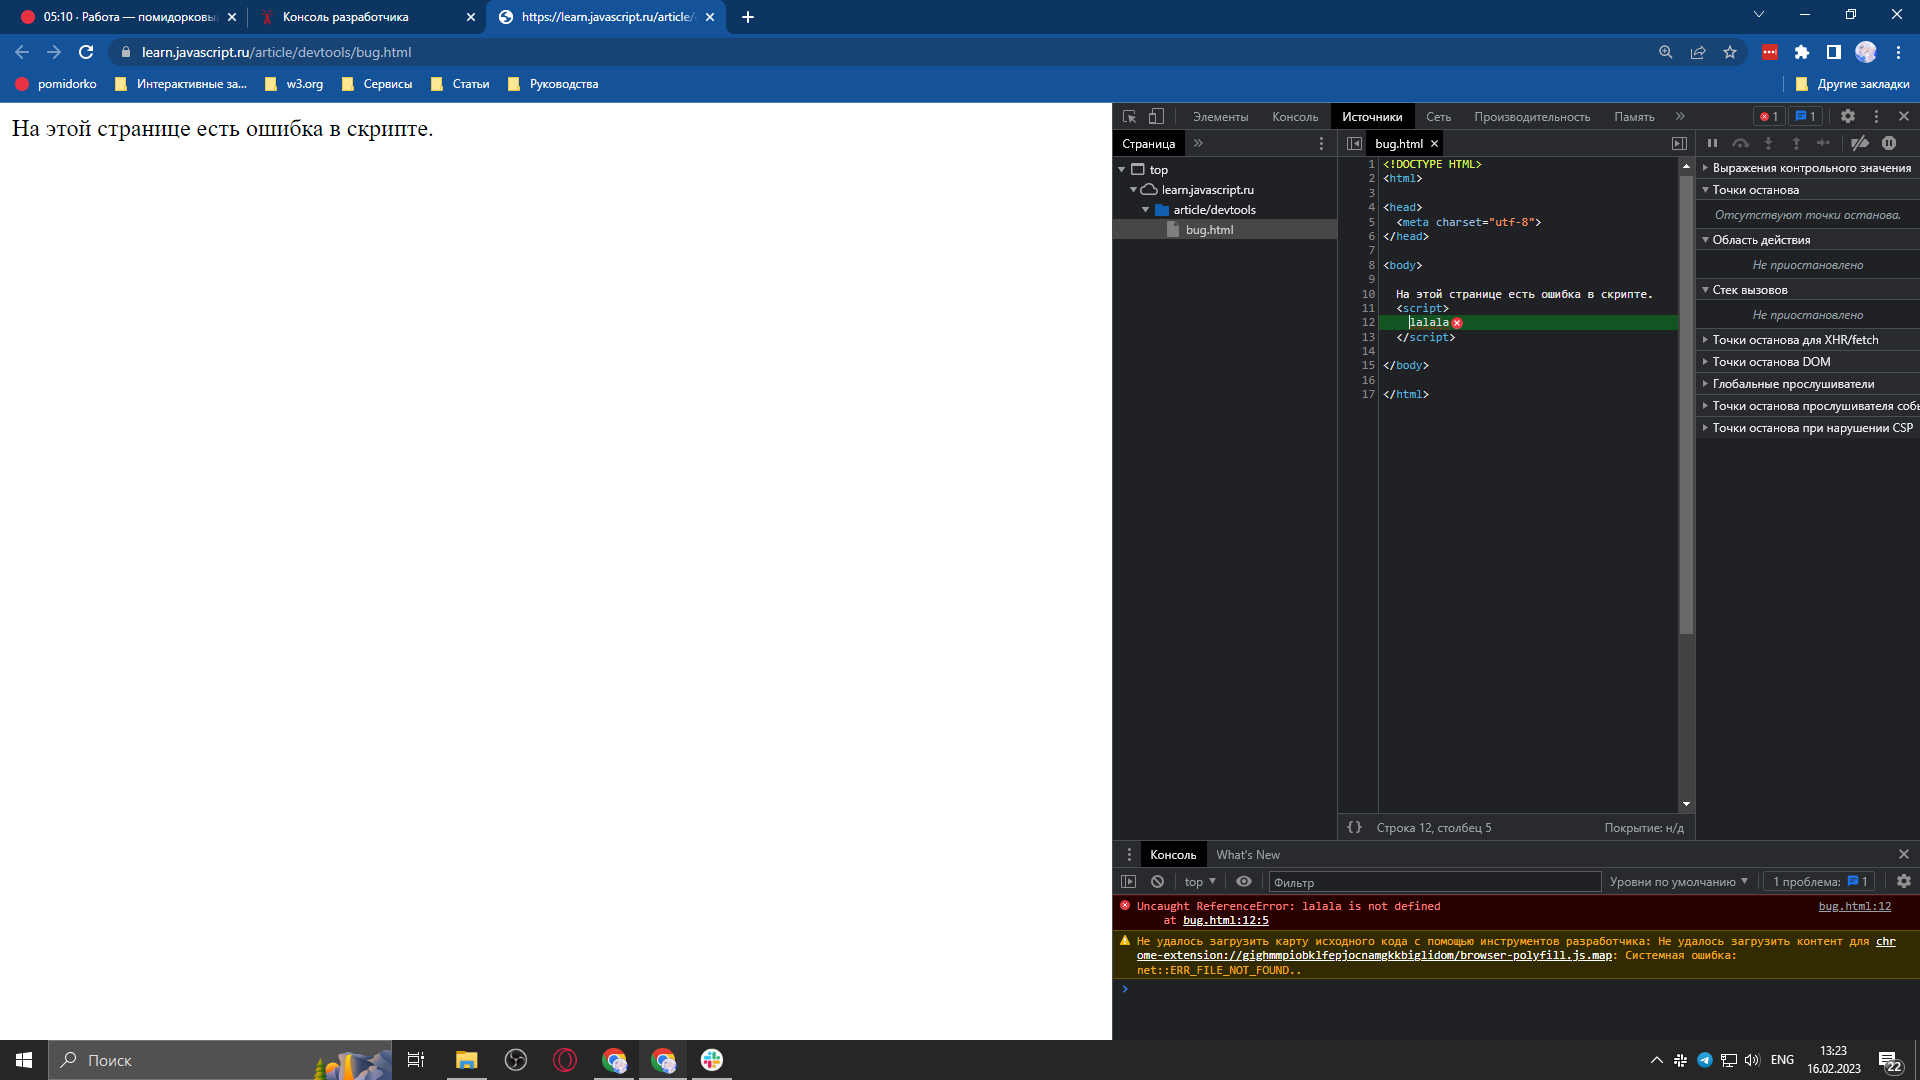 05:10 · Работа — помидорковый
Консоль разработчика
https://learn.javascript.ru/article/
learn.javascript.ru/article/devtools/bug.html
pomidorko
Интерактивные за...
w3.org
Сервисы
Статьи
Руководства
Другие закладки
На этой странице есть ошибка в скрипте.
Элементы
Консоль
Источники
Сеть
Производительность
Память
1
1
Страница
bug.html
top
learn.javascript.ru
article/devtools
bug.html
1 <!DOCTYPE HTML>
2 <html>
3
4 <head>
5 <meta charset="utf-8">
6 </head>
7
8 <body>
9
10 На этой странице есть ошибка в скрипте.
11 <script>
12 lalala
13 </script>
14
15 </body>
16
17 </html>
{} Строка 12, столбец 5
Покрытие: н/д
Выражения контрольного значения
Точки останова
Отсутствуют точки останова.
Область действия
Не приостановлено
Стек вызовов
Не приостановлено
Точки останова для XHR/fetch
Точки останова DOM
Глобальные прослушиватели
Точки останова прослушивателя собы
Точки останова при нарушении CSP
Консоль
What's New
top
Фильтр
Уровни по умолчанию
1 проблема: 1
Uncaught ReferenceError: lalala is not defined
bug.html:12
at bug.html:12:5
Не удалось загрузить карту исходного кода с помощью инструментов разработчика: Не удалось загрузить контент для chr
ome-extension://gighmmpiobklfepjocnamgkkbiglidom/browser-polyfill.js.map: Системная ошибка:
net::ERR_FILE_NOT_FOUND..
Поиск
ENG
13:23
16.02.2023
22